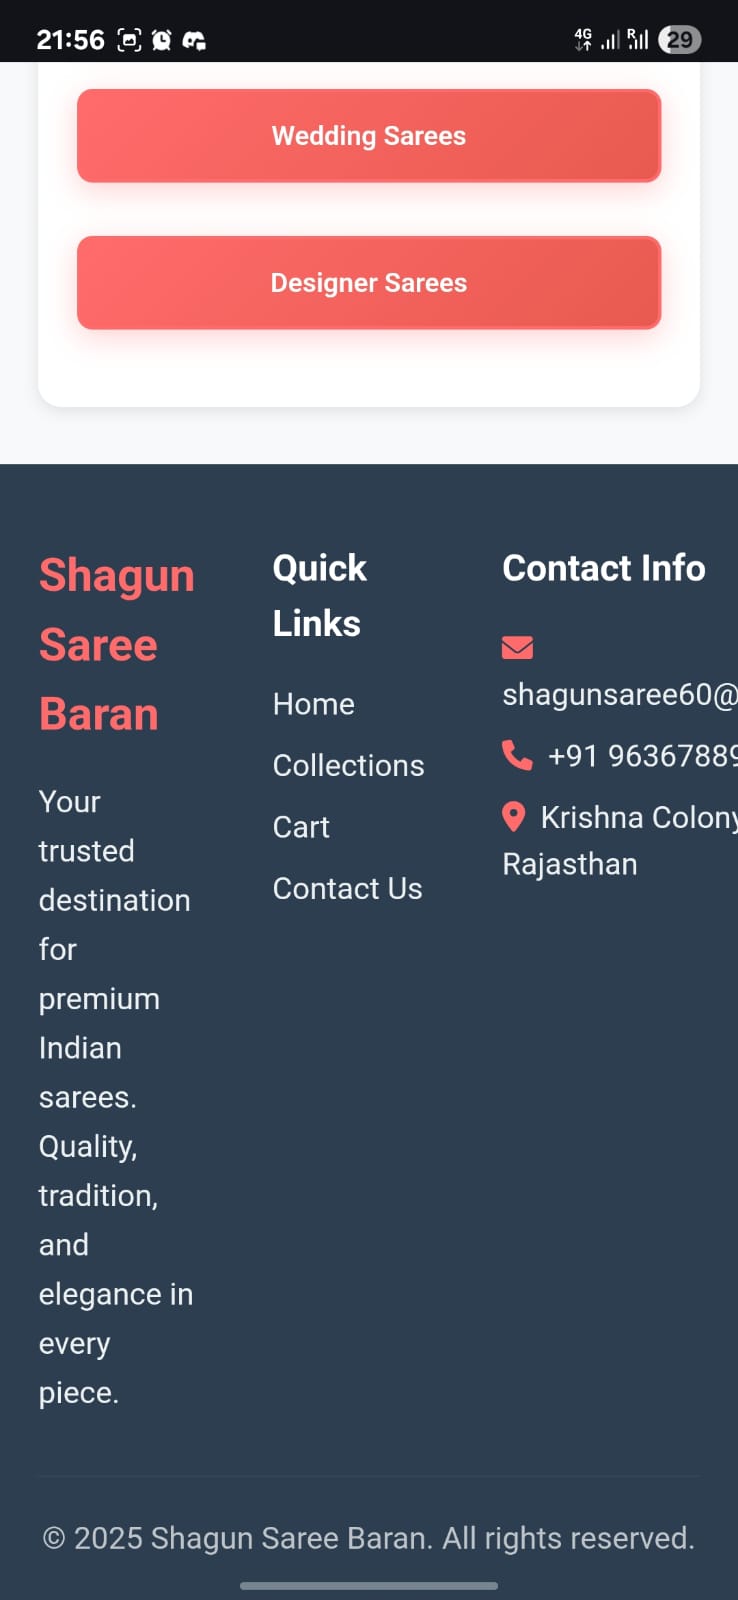 21:56
4G
R
29
Wedding Sarees
Designer Sarees
Shagun
Saree
Baran
Your
trusted
destination
for
premium
Indian
sarees.
Quality,
tradition,
and
elegance in
every
piece.
Quick
Links
Home
Collections
Cart
Contact Us
Contact Info
shagunsaree60@
+91 96367889
Krishna Colony
Rajasthan
© 2025 Shagun Saree Baran. All rights reserved.